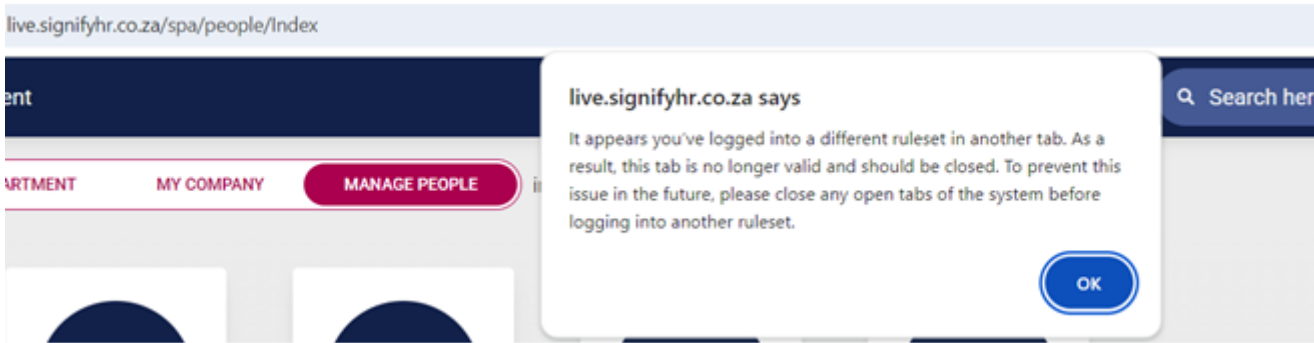 live.signifyhr.co.za/spa/people/Index
ent
Search her
ARTMENT MY COMPANY MANAGE PEOPLE
live.signifyhr.co.za says
It appears you've logged into a different ruleset in another tab. As a
result, this tab is no longer valid and should be closed. To prevent this
issue in the future, please close any open tabs of the system before
logging into another ruleset.
OK